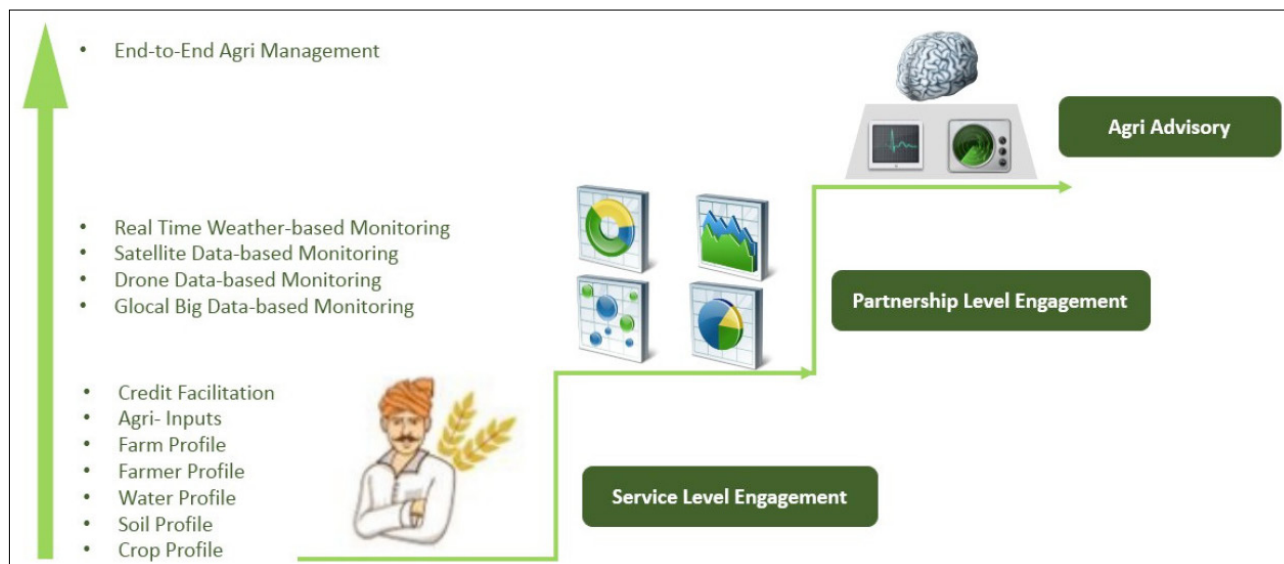 End-to-End Agri Management
Agri Advisory
Real Time Weather-based Monitoring
Satellite Data-based Monitoring
Drone Data-based Monitoring
Glocal Big Data-based Monitoring
Partnership Level Engagement
Credit Facilitation
Agri- Inputs
Farm Profile
Farmer Profile
Water Profile
Soil Profile
Crop Profile
Service Level Engagement